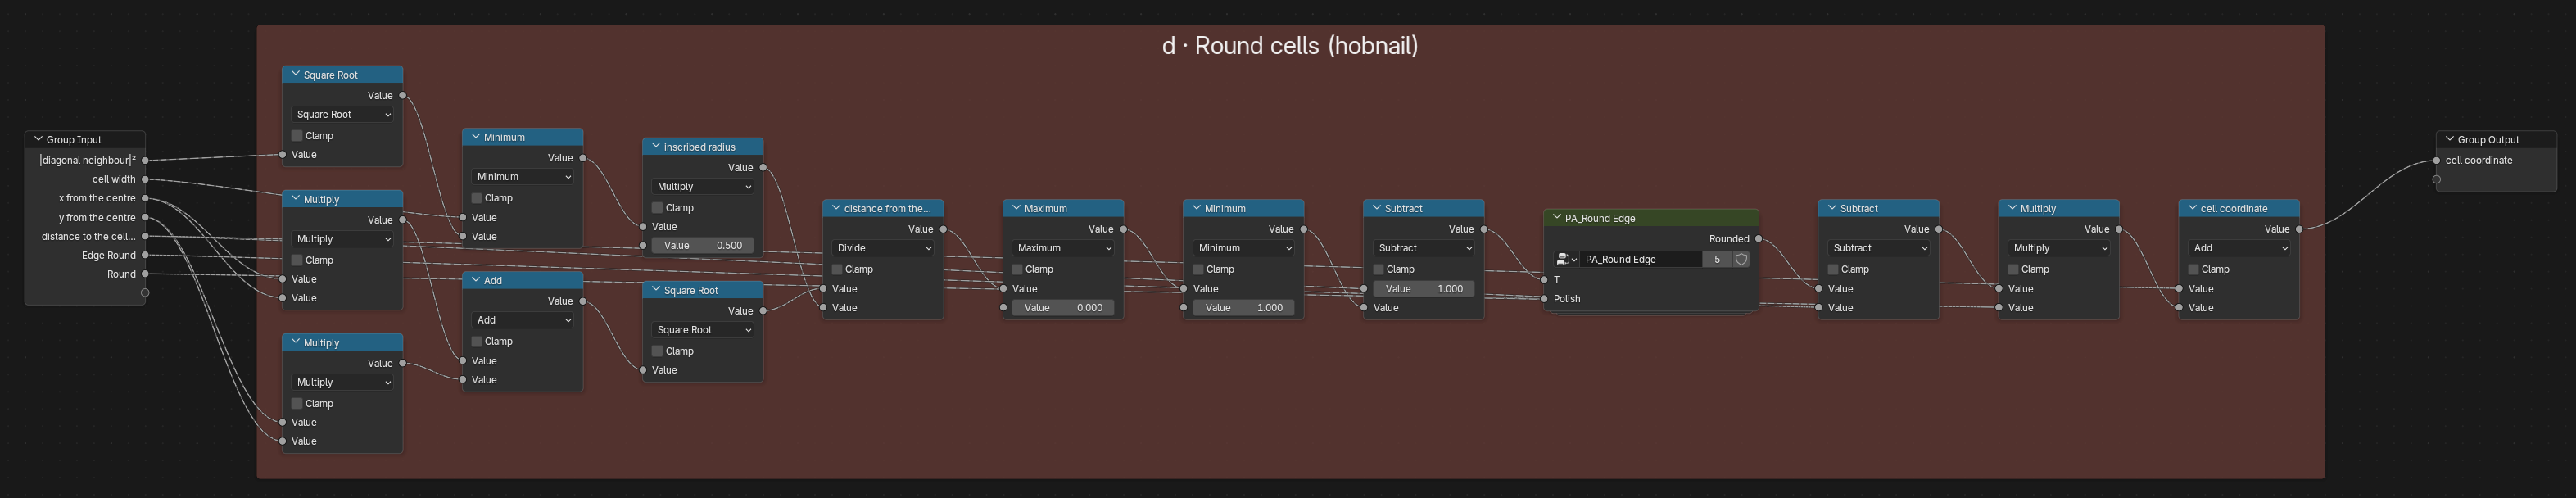 d · Round cells (hobnail)
Group Input
|diagonal neighbour|²
cell width
x from the centre
y from the centre
distance to the cell...
Edge Round
Round
Square Root
Value
Square Root
Clamp
Value
Multiply
Value
Multiply
Clamp
Value
Value
Multiply
Value
Multiply
Clamp
Value
Value
Minimum
Value
Minimum
Clamp
Value
Value
Add
Value
Add
Clamp
Value
Value
inscribed radius
Value
Multiply
Clamp
Value
Value 0.500
Square Root
Value
Square Root
Clamp
Value
distance from the...
Value
Divide
Clamp
Value
Value
Maximum
Value
Maximum
Clamp
Value
Value 0.000
Minimum
Value
Minimum
Clamp
Value
Value 1.000
Subtract
Value
Subtract
Clamp
Value 1.000
Value
PA_Round Edge
Rounded
PA_Round Edge 5
T
Polish
Subtract
Value
Subtract
Clamp
Value
Value
Multiply
Value
Multiply
Clamp
Value
Value
cell coordinate
Value
Add
Clamp
Value
Value
Group Output
cell coordinate